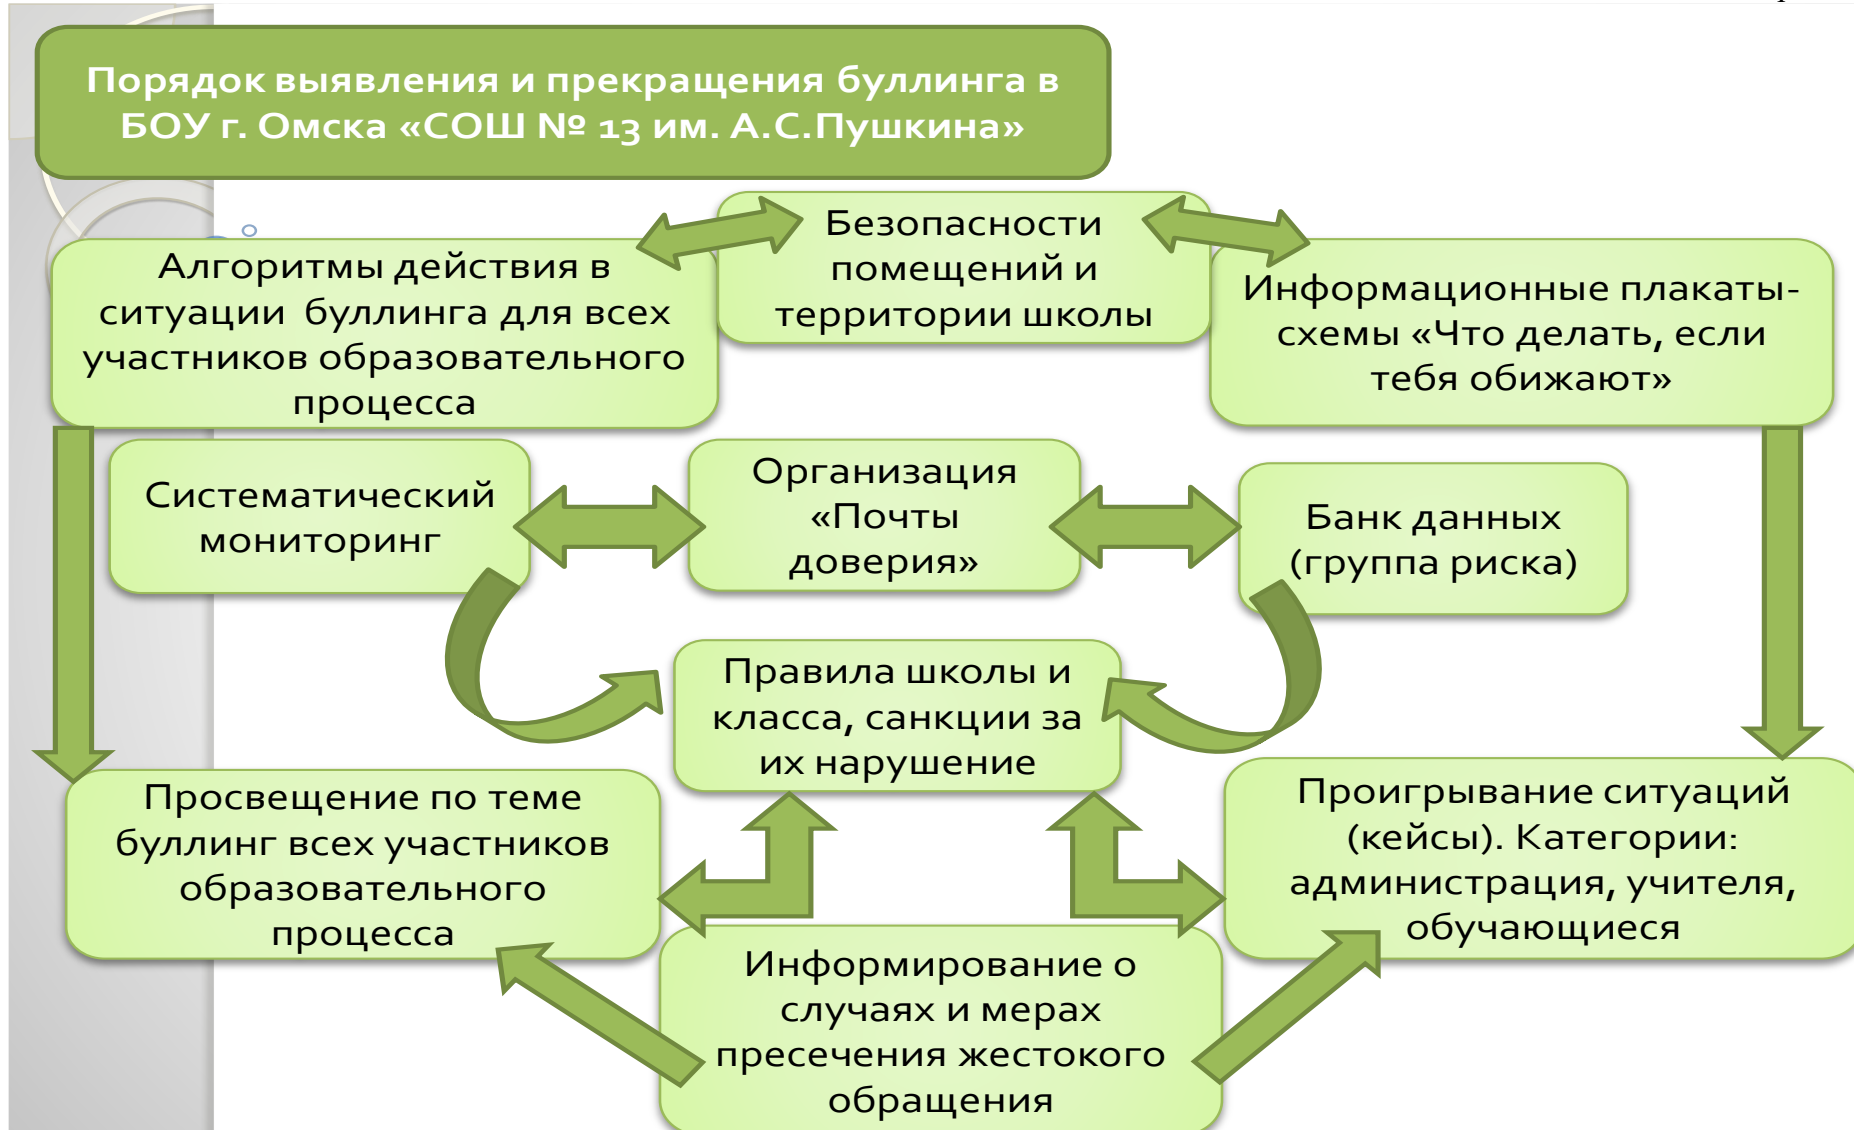 Порядок выявления и прекращения буллинга в
БОУ г. Омска «СОШ № 13 им. А.С.Пушкина»
Безопасности
помещений и
территории школы
Алгоритмы действия в
ситуации буллинга для всех
участников образовательного
процесса
Информационные плакаты-
схемы «Что делать, если
тебя обижают»
Систематический
мониторинг
Организация
«Почты
доверия»
Банк данных
(группа риска)
Правила школы и
класса, санкции за
их нарушение
Просвещение по теме
буллинг всех участников
образовательного
процесса
Проигрывание ситуаций
(кейсы). Категории:
администрация, учителя,
обучающиеся
Информирование о
случаях и мерах
пресечения жестокого
обращения